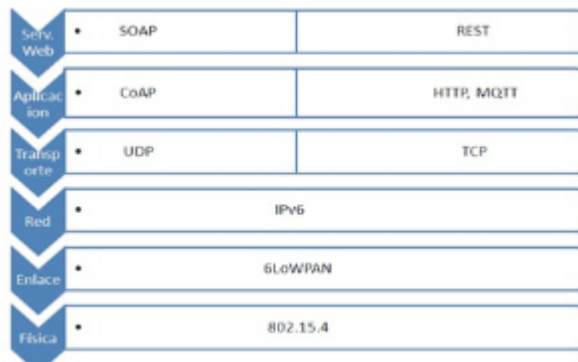 Serv.
Web
• SOAP REST
Aplicac
ion
• CoAP HTTP, MQTT
Transp
orte
• UDP TCP
Red
• IPv6
Enlace
• 6LoWPAN
Física
• 802.15.4